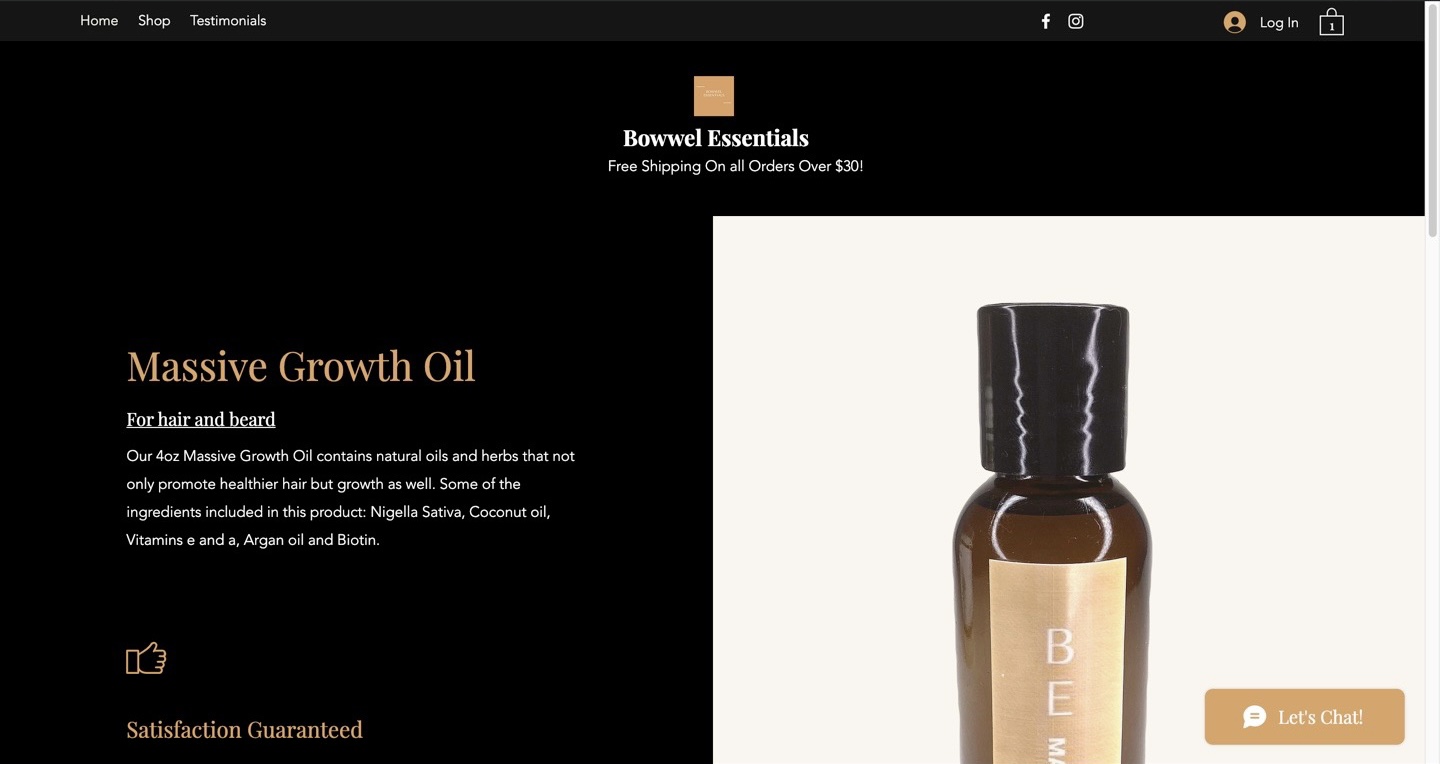 Home Shop Testimonials
Log In
1
Bowwel Essentials
Free Shipping On all Orders Over $30!
Massive Growth Oil
For hair and beard
Our 4oz Massive Growth Oil contains natural oils and herbs that not
only promote healthier hair but growth as well. Some of the
ingredients included in this product: Nigella Sativa, Coconut oil,
Vitamins e and a, Argan oil and Biotin.
Satisfaction Guaranteed
B
E
MA
Let's Chat!